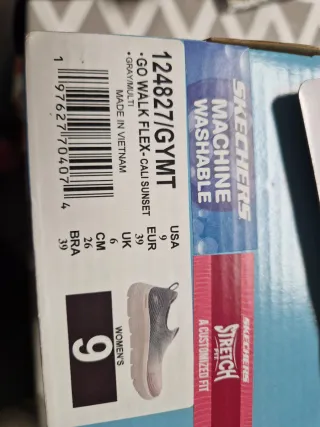 124827/GYMT
•GO WALK FLEX- CALI SUNSET
•GRAY/MULTI
MADE IN VIETNAM
1 97627 70407 4
USA EUR UK CM BRA
9 39 6 26 39
WOMEN'S
9
SKECHERS
MACHINE
WASHABLE
SKECHERS
STRETCH
FIT
A CUSTOMIZED FIT